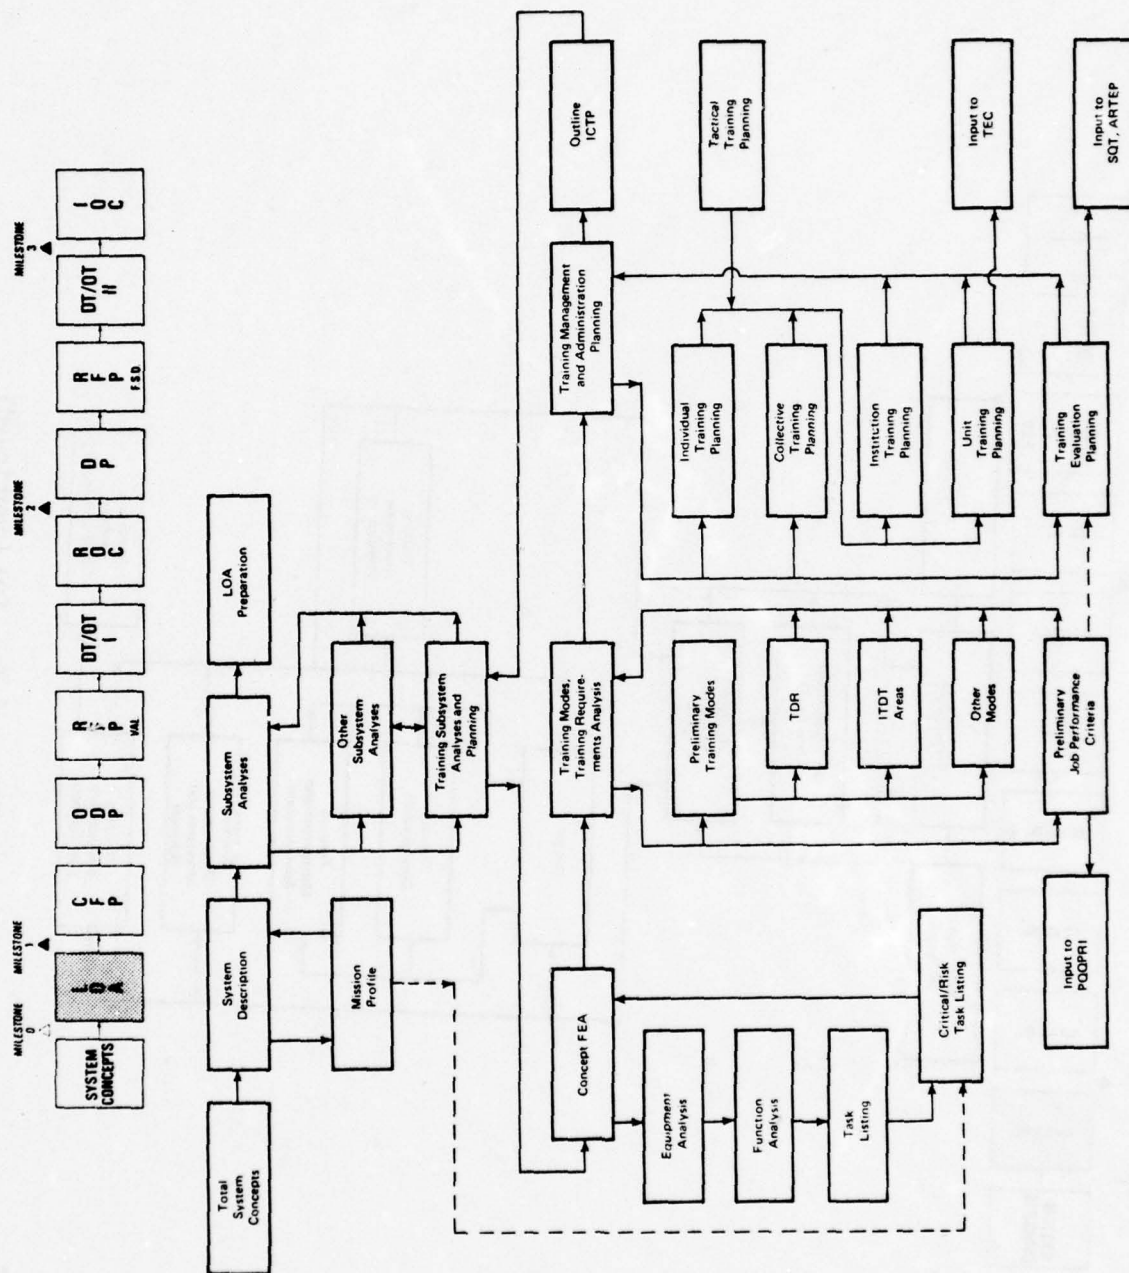 MILESTONE
0
MILESTONE
1
MILESTONE
2
MILESTONE
3
SYSTEM
CONCEPTS
L
O
A
C
F
P
O
D
P
R
F
P
VAL
DT/OT
I
R
O
C
D
P
R
F
P
F S D
DT/OT
II
I
O
C
Total
System
Concepts
System
Description
Subsystem
Analyses
LOA
Preparation
Mission
Profile
Other
Subsystem
Analyses
Training Subsystem
Analyses and
Planning
Concept FEA
Training Modes,
Training Require-
ments Analysis
Training Management
and Administration
Planning
Outline
ICTP
Equipment
Analysis
Function
Analysis
Task
Listing
Critical/Risk
Task Listing
Preliminary
Training Modes
TDR
ITDT
Areas
Other
Modes
Preliminary
Job Performance
Criteria
Input to
PQQPRI
Individual
Training
Planning
Collective
Training
Planning
Institution
Training
Planning
Unit
Training
Planning
Training
Evaluation
Planning
Tactical
Training
Planning
Input to
TEC
Input to
SQT, ARTEP